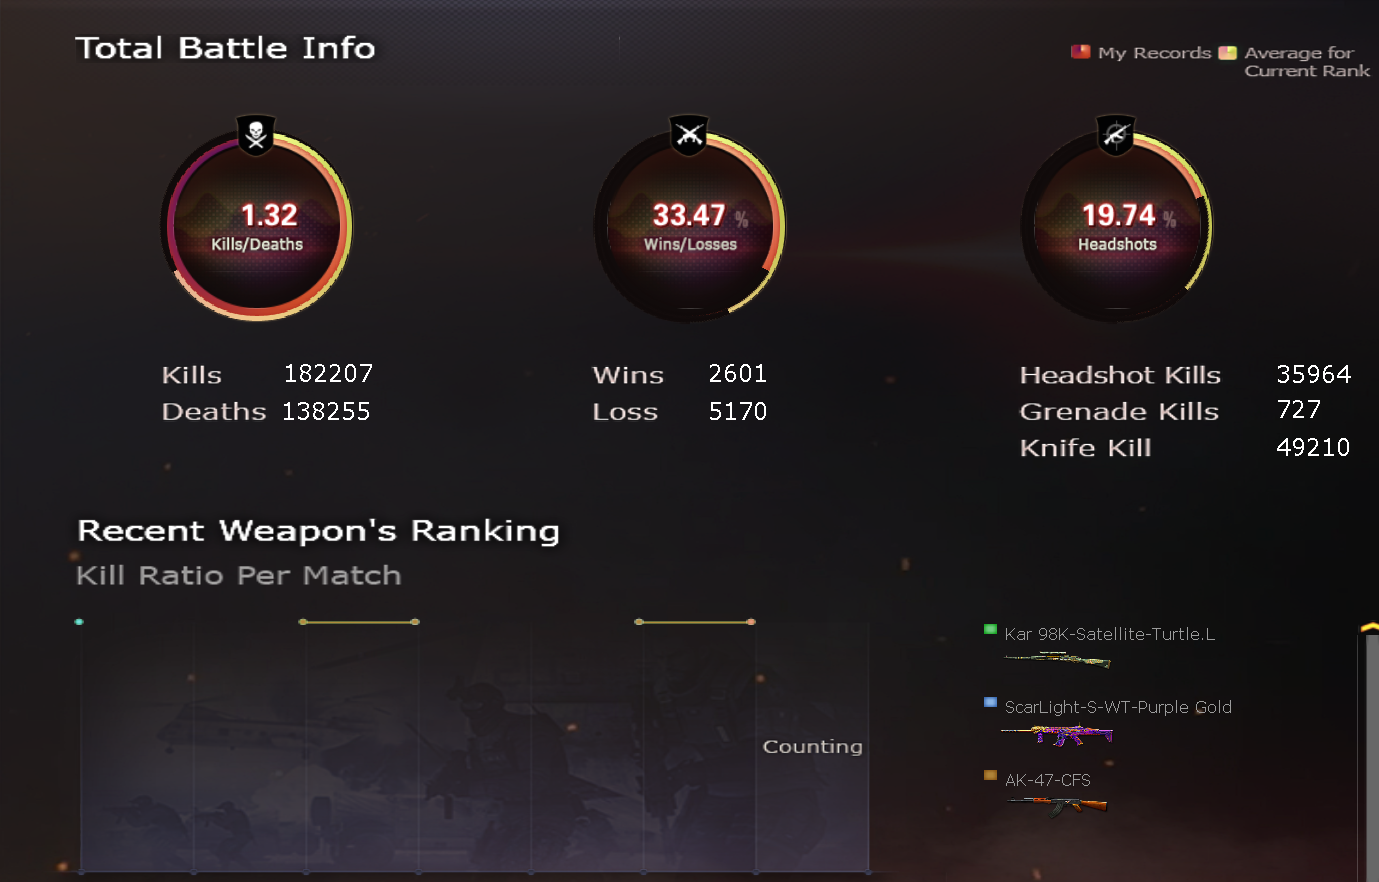 Total Battle Info
My Records
Average for
Current Rank
1.32
Kills/Deaths
33.47 %
Wins/Losses
19.74 %
Headshots
Kills 182207
Deaths 138255
Wins 2601
Loss 5170
Headshot Kills 35964
Grenade Kills 727
Knife Kill 49210
Recent Weapon's Ranking
Kill Ratio Per Match
Kar 98K-Satellite-Turtle.L
ScarLight-S-WT-Purple Gold
Counting
AK-47-CFS